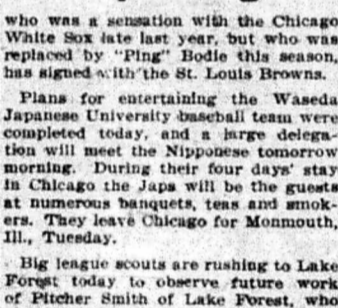 who was a sensation with the Chicago
White Sox late last year, but who was
replaced by "Ping" Bodie this season,
has signed with the St. Louis Browns.
Plans for entertaining the Waseda
Japanese University baseball team were
completed today, and a large delega-
tion will meet the Nipponese tomorrow
morning. During their four days' stay
in Chicago the Japs will be the guests
at numerous banquets, teas and smok-
ers. They leave Chicago for Monmouth,
Ill., Tuesday.
Big league scouts are rushing to Lake
Forest today to observe future work
of Pitcher Smith of Lake Forest, who